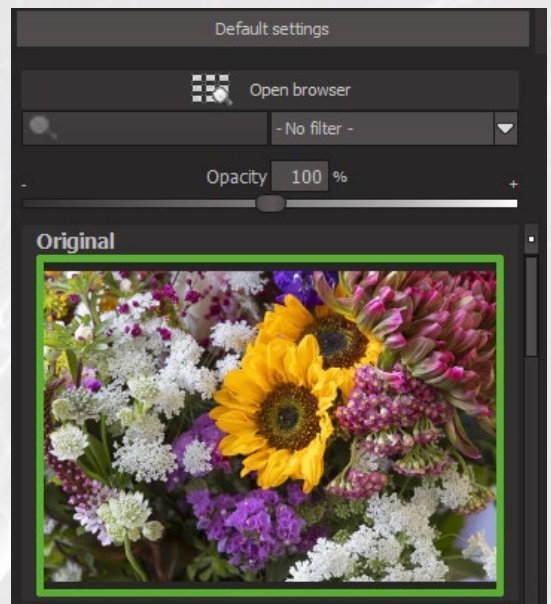 Default settings
Open browser
- No filter -
Opacity 100 %
- +
Original